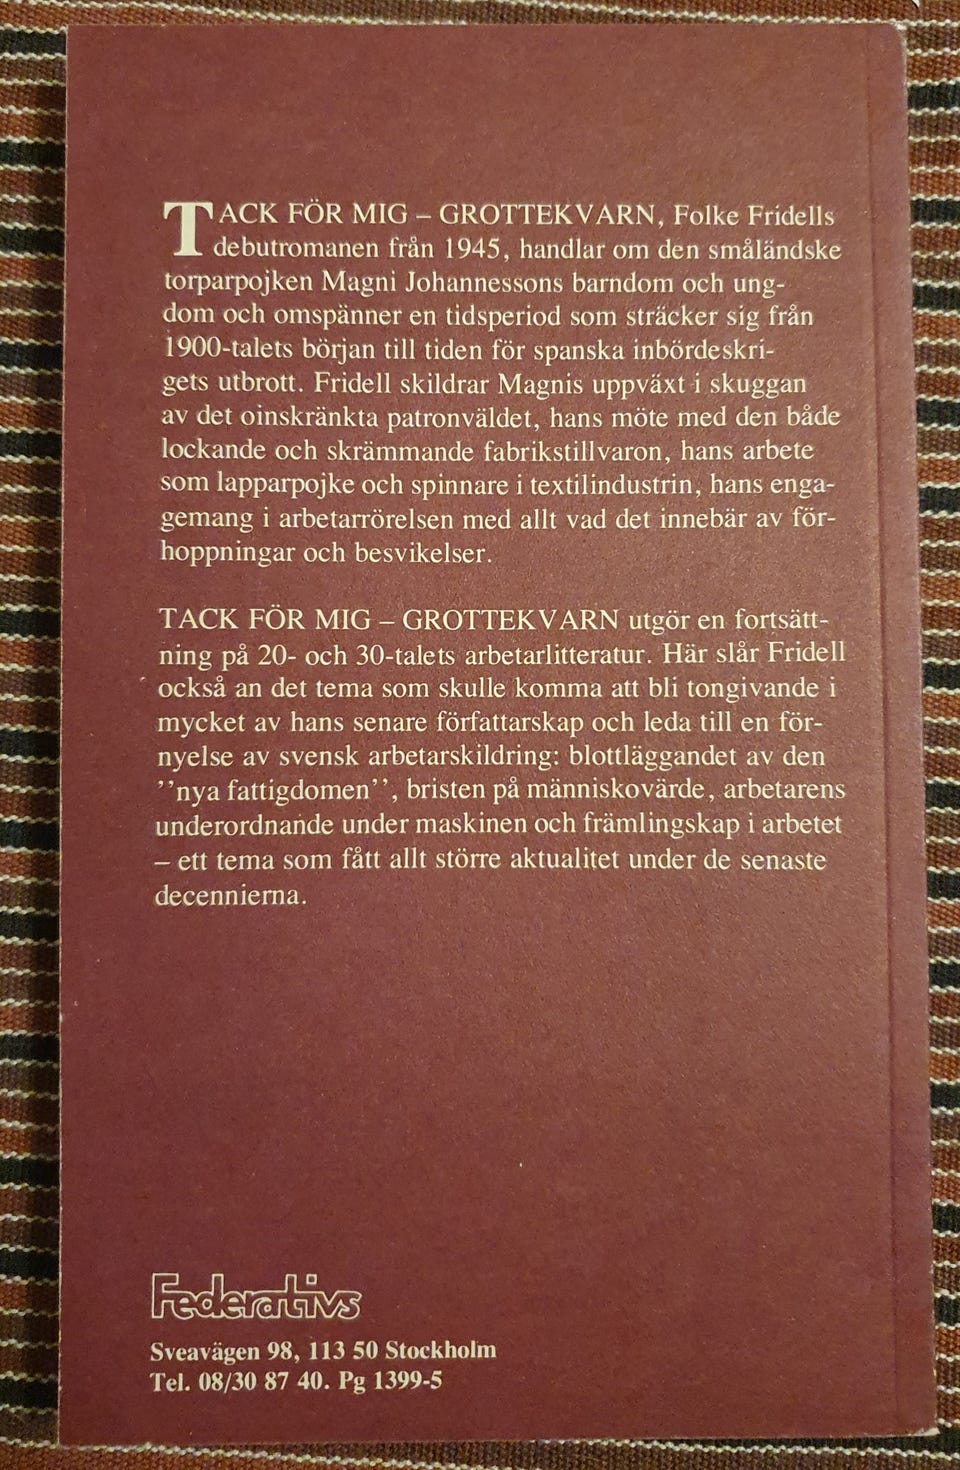 TACK FÖR MIG – GROTTEKVARN, Folke Fridells
debutromanen från 1945, handlar om den småländske
torparpojken Magni Johannessons barndom och ung-
dom och omspänner en tidsperiod som sträcker sig från
1900-talets början till tiden för spanska inbördeskri-
gets utbrott. Fridell skildrar Magnis uppväxt i skuggan
av det oinskränkta patronväldet, hans möte med den både
lockande och skrämmande fabrikstillvaron, hans arbete
som lapparpojke och spinnare i textilindustrin, hans enga-
gemang i arbetarrörelsen med allt vad det innebär av för-
hoppningar och besvikelser.
TACK FÖR MIG – GROTTEKVARN utgör en fortsätt-
ning på 20- och 30-talets arbetarlitteratur. Här slår Fridell
också an det tema som skulle komma att bli tongivande i
mycket av hans senare författarskap och leda till en för-
nyelse av svensk arbetarskildring: blottläggandet av den
''nya fattigdomen'', bristen på människovärde, arbetarens
underordnande under maskinen och främlingskap i arbetet
– ett tema som fått allt större aktualitet under de senaste
decennierna.
Federativs
Sveavägen 98, 113 50 Stockholm
Tel. 08/30 87 40. Pg 1399-5